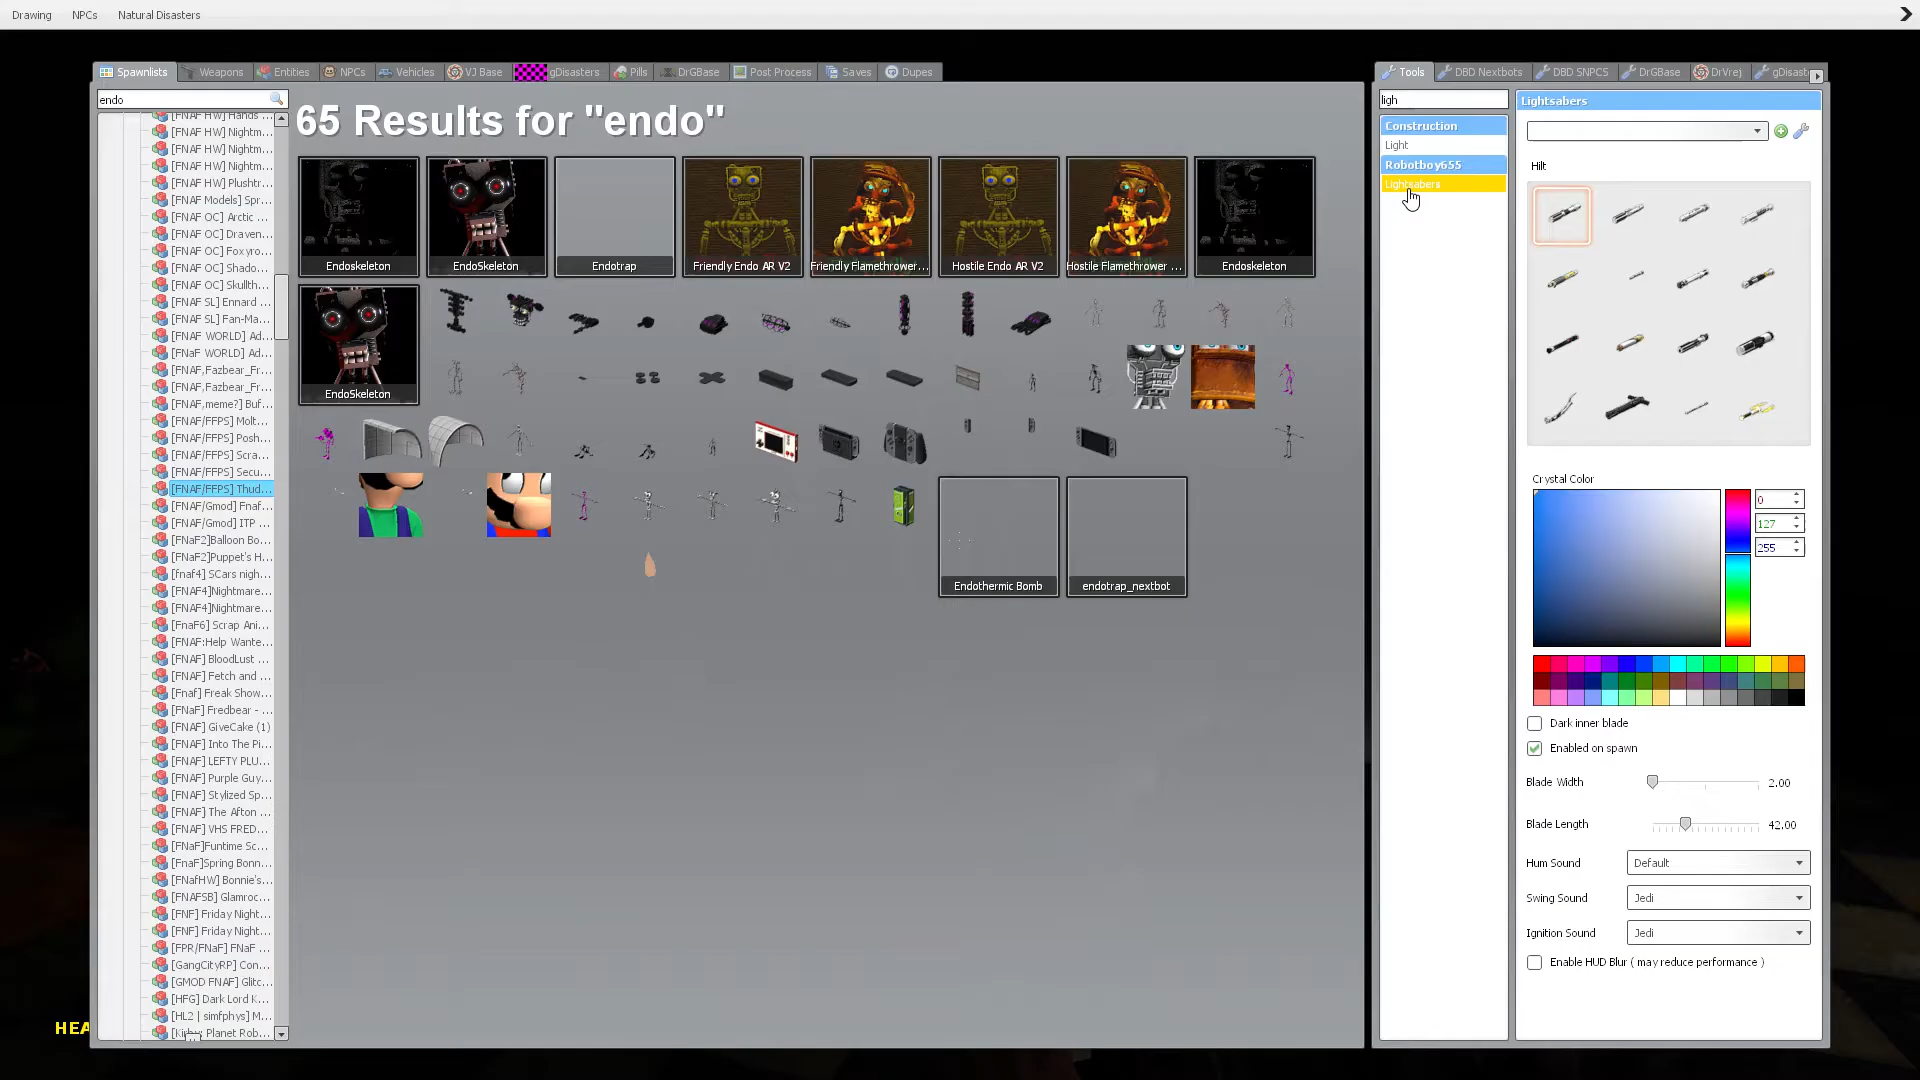 Drawing NPCs Natural Disasters
Spawnlists Weapons Entities NPCs Vehicles VJ Base gDisasters Pills DrGBase Post Process Saves Dupes
Tools DBD Nextbots DBD SNPCS DrGBase DrVrej gDisast
endo
65 Results for "endo"
[FNAF HW] Hands ...
[FNAF HW] Nightm...
[FNAF HW] Nightm...
[FNAF HW] Nightm...
[FNAF HW] Plushtr...
[FNAF Models] Spr...
[FNAF OC] Arctic ...
[FNAF OC] Draven...
[FNAF OC] Foxyro...
[FNAF OC] Shado...
[FNAF OC] Skullth...
[FNAF SL] Ennard ...
[FNAF SL] Fan-Ma...
[FNAF WORLD] Ad...
[FNaF WORLD] Ad...
[FNAF,Fazbear_Fr...
[FNAF,Fazbear_Fr...
[FNAF,meme?] Buf...
[FNAF/FFPS] Molt...
[FNAF/FFPS] Posh...
[FNAF/FFPS] Scra...
[FNAF/FFPS] Secu...
[FNAF/FFPS] Thud...
[FNAF/Gmod] Fnaf...
[FNAF/Gmod] ITP ...
[FNaF2]Balloon Bo...
[FNaF2]Puppet's H...
[fnaf4] SCars nigh...
[FNAF4]Nightmare...
[FNAF4]Nightmare...
[FnaF6] Scrap Ani...
[FNAF:Help Wante...
[FNAF] BloodLust ...
[FNAF] Fetch and ...
[Fnaf] Freak Show...
[FNaF] Fredbear - ...
[FNAF] GiveCake (1)
[FNAF] Into The Pi...
[FNAF] LEFTY PLU...
[FNAF] Purple Guy...
[FNAF] Stylized Sp...
[FNAF] The Afton ...
[FNAF] VHS FRED...
[FNaF]Funtime Sc...
[FnaF]Spring Bonn...
[FNafHW] Bonnie's...
[FNAFSB] Glamroc...
[FNF] Friday Night...
[FNF] Friday Night...
[FPR/FNaF] FNaF ...
[GangCityRP] Con...
[GMOD FNAF] Glitc...
[HFG] Dark Lord K...
[HL2 | simfphys] M...
[Kirby: Planet Rob...
Endoskeleton EndoSkeleton Endotrap Friendly Endo AR V2 Friendly Flamethrower... Hostile Endo AR V2 Hostile Flamethrower ... Endoskeleton
EndoSkeleton
Endothermic Bomb endotrap_nextbot
HEA
ligh
Construction
Light
Robotboy655
Lightsabers
Lightsabers
Hilt
Crystal Color
0
127
255
Dark inner blade
Enabled on spawn
Blade Width 2.00
Blade Length 42.00
Hum Sound Default
Swing Sound Jedi
Ignition Sound Jedi
Enable HUD Blur ( may reduce performance )